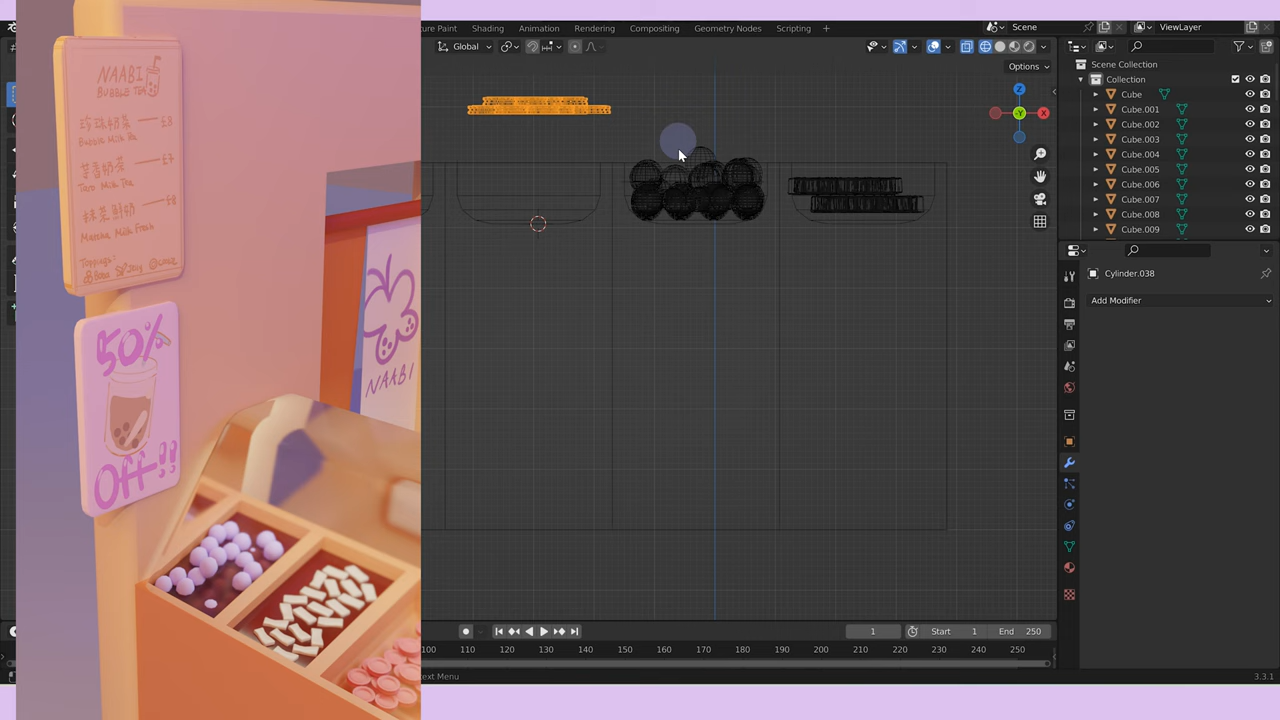 NAABI
BUBBLE TEA
珍珠奶茶 — £8
Bubble Milk Tea
芋香奶茶 — £7
Taro Milk Tea
抹茶鮮奶 — £8
Matcha Milk Fresh
Toppings:
Boba
50%
Off!!
NAABI
ture Paint
Shading
Animation
Rendering
Compositing
Geometry Nodes
Scripting
+
Scene
ViewLayer
Global
Options
Z
Y
X
Scene Collection
Collection
Cube
Cube.001
Cube.002
Cube.003
Cube.004
Cube.005
Cube.006
Cube.007
Cube.008
Cube.009
Cylinder.038
Add Modifier
1
Start 1
End 250
100 110 120 130 140 150 160 170 180 190 200 210 220 230 240 250
text Menu
3.3.1